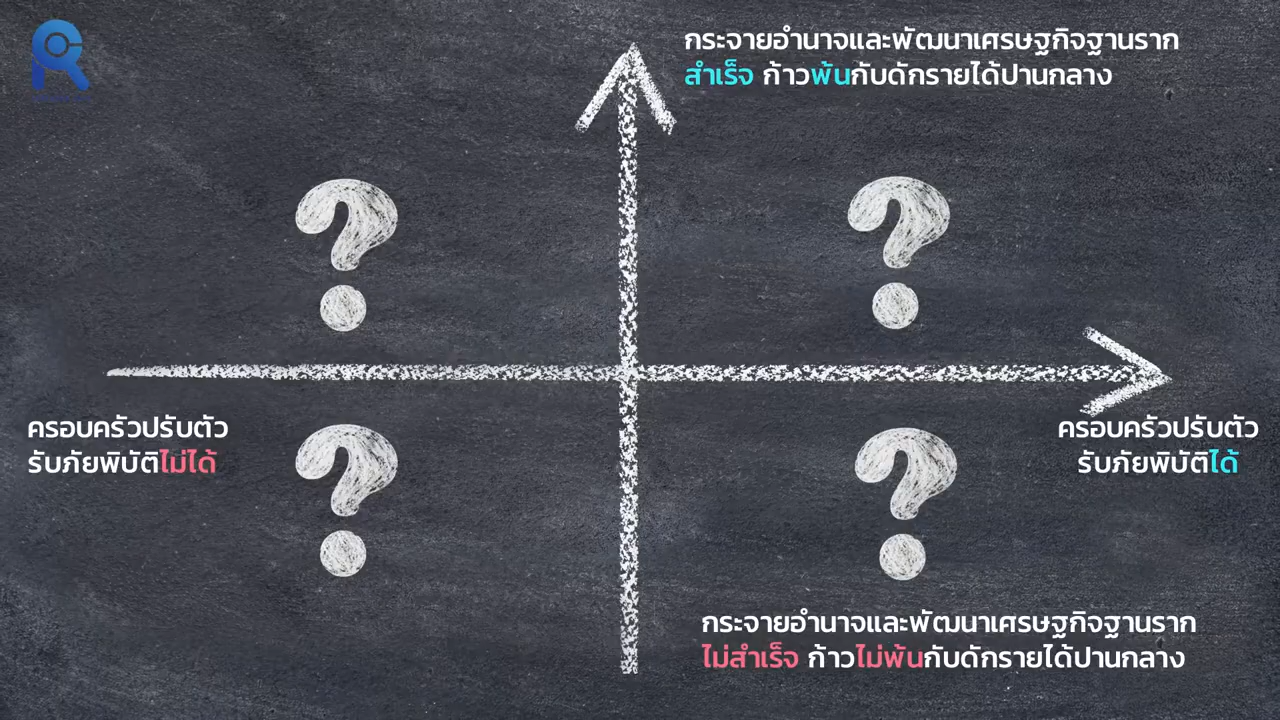 กระจายอำนาจและพัฒนาเศรษฐกิจฐานราก
สำเร็จ ก้าวพ้นกับดักรายได้ปานกลาง
?
?
ครอบครัวปรับตัว
รับภัยพิบัติไม่ได้
ครอบครัวปรับตัว
รับภัยพิบัติได้
?
?
กระจายอำนาจและพัฒนาเศรษฐกิจฐานราก
ไม่สำเร็จ ก้าวไม่พ้นกับดักรายได้ปานกลาง